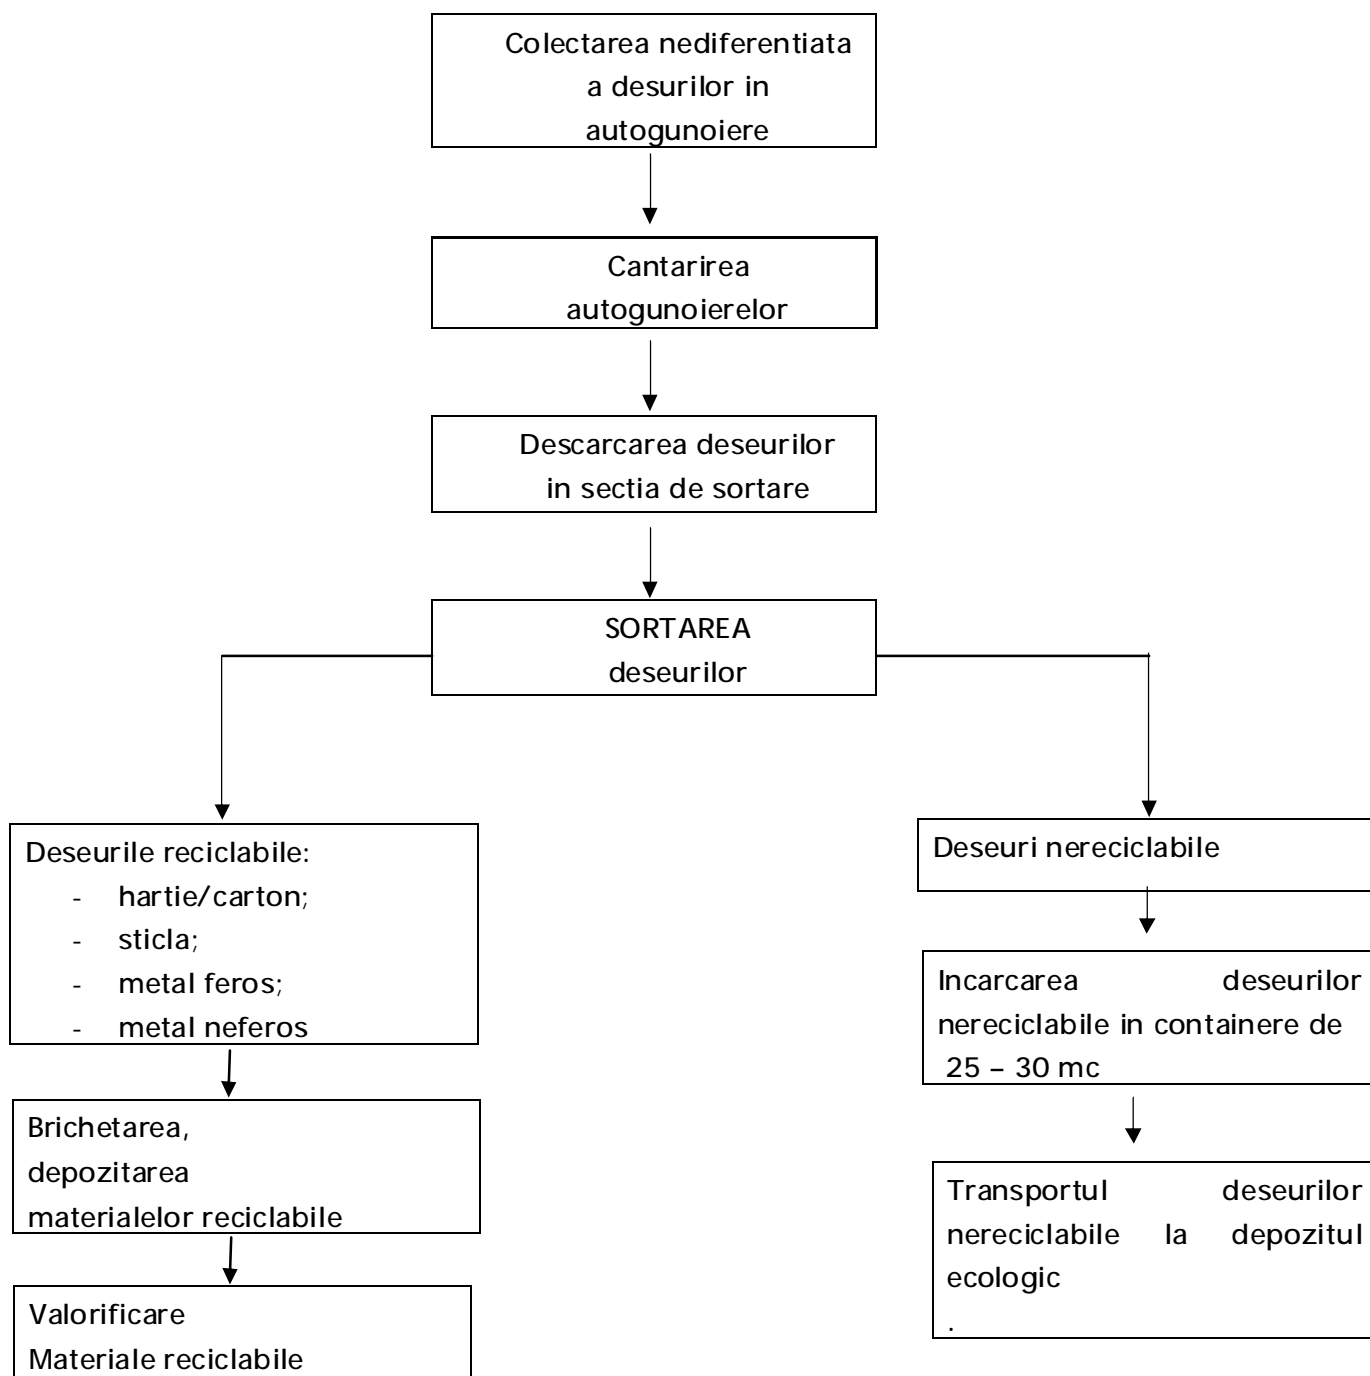 Colectarea nediferentiata
a desurilor in
autogunoiere
Cantarirea
autogunoierelor
Descarcarea deseurilor
in sectia de sortare
SORTAREA
deseurilor
Deseurile reciclabile:
- hartie/carton;
- sticla;
- metal feros;
- metal neferos
Brichetarea,
depozitarea
materialelor reciclabile
Valorificare
Materiale reciclabile
Deseuri nereciclabile
Incarcarea deseurilor
nereciclabile in containere de
25 – 30 mc
Transportul deseurilor
nereciclabile la depozitul
ecologic
.